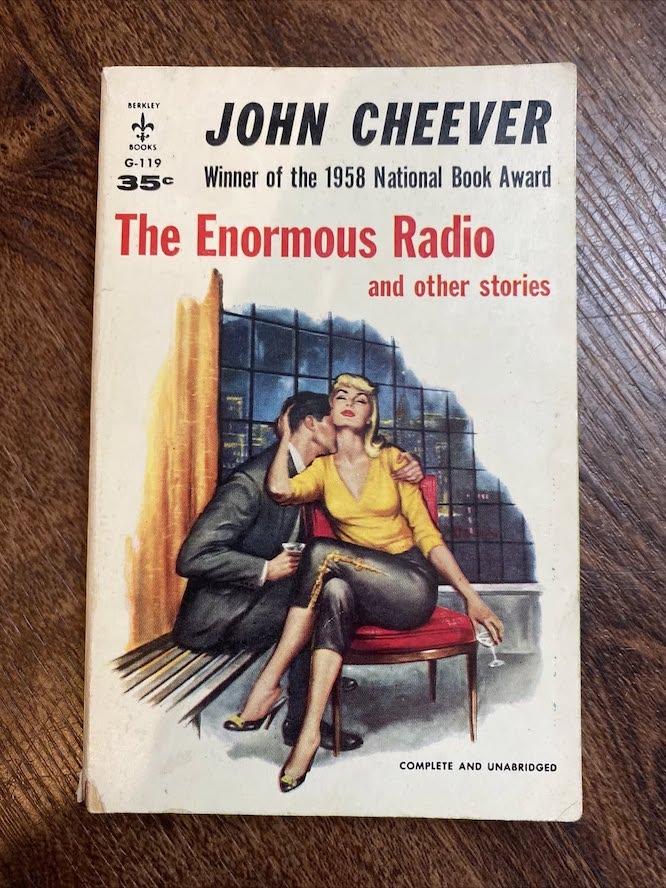 BERKLEY
BOOKS
G-119
35c
JOHN CHEEVER
Winner of the 1958 National Book Award
The Enormous Radio
and other stories
COMPLETE AND UNABRIDGED